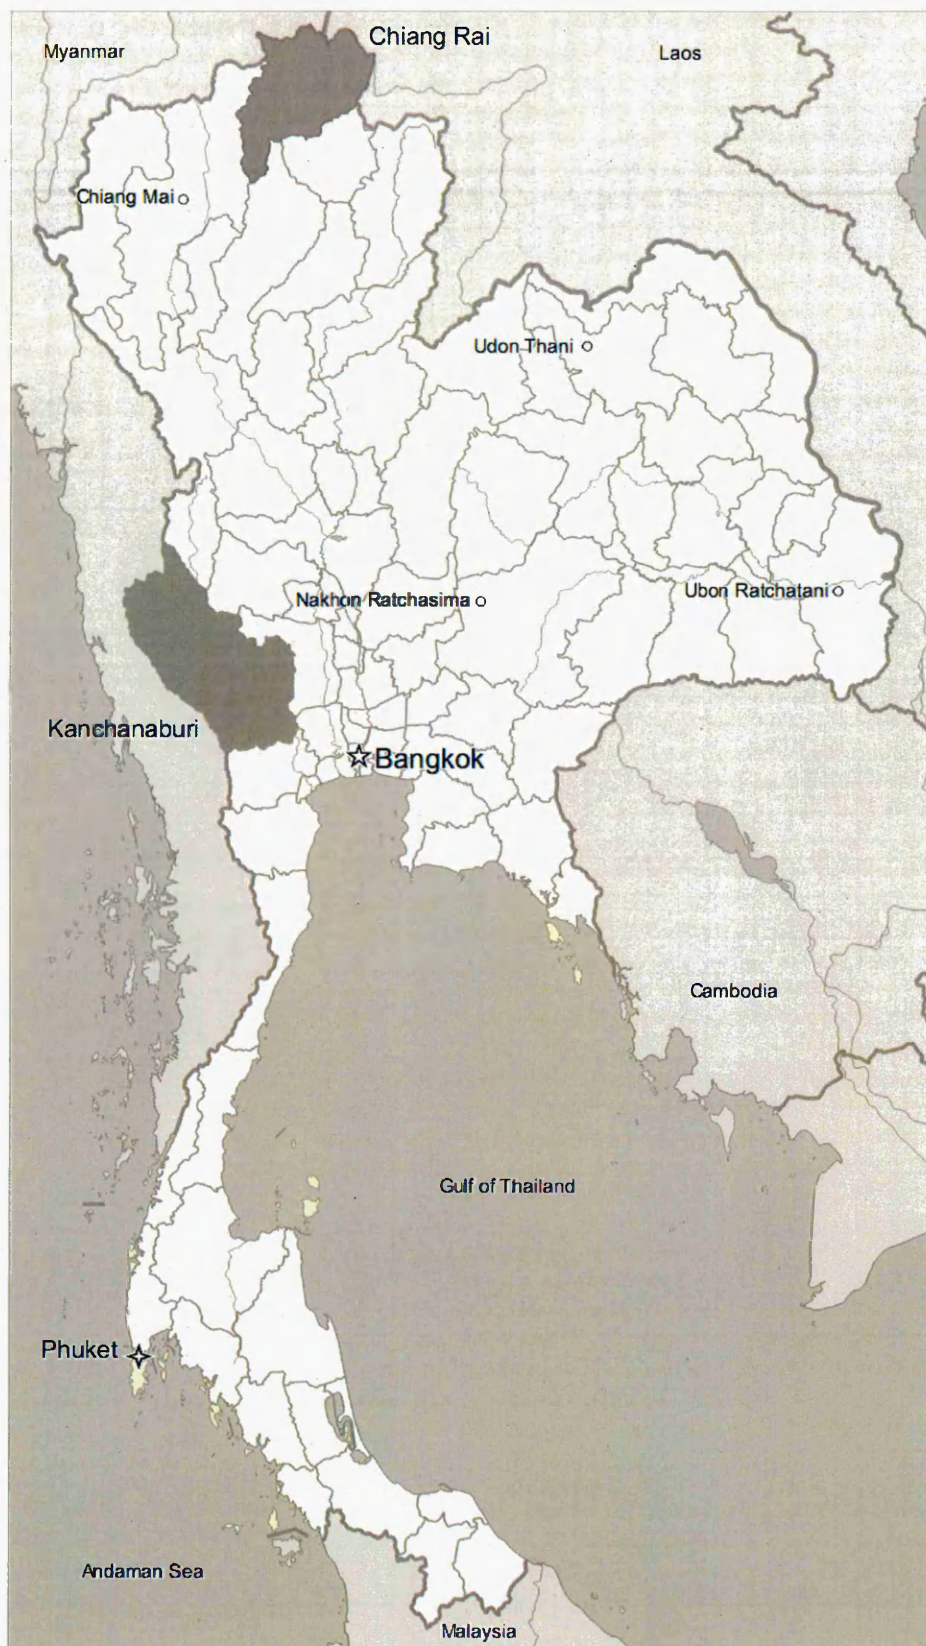 Chiang Rai
Myanmar
Laos
Chiang Mai
Udon Thani
Nakhon Ratchasima
Ubon Ratchatani
Kanchanaburi
Bangkok
Cambodia
Gulf of Thailand
Phuket
Andaman Sea
Malaysia